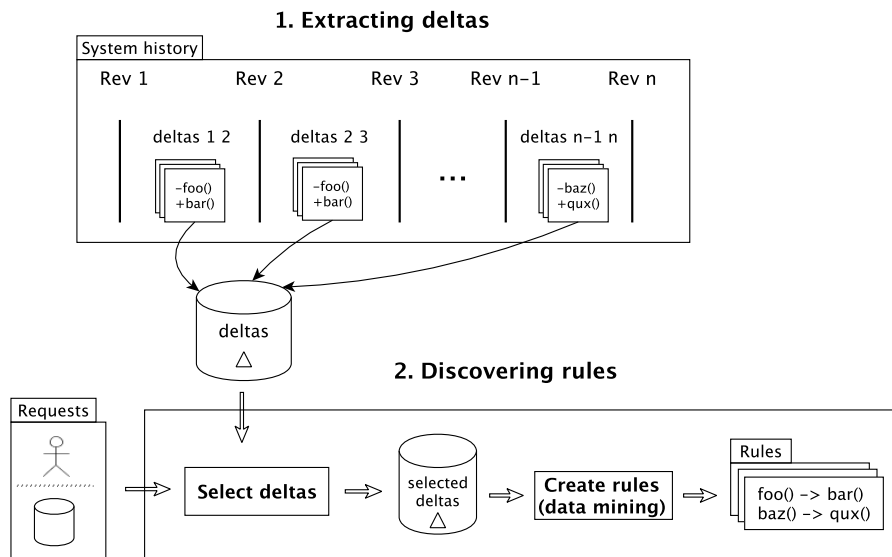 1. Extracting deltas
System history
Rev 1 Rev 2 Rev 3 Rev n-1 Rev n
deltas 1 2 deltas 2 3 deltas n-1 n
...
-foo() -foo() -baz()
+bar() +bar() +qux()
deltas
△
2. Discovering rules
Requests
Select deltas
selected
deltas
△
Create rules
(data mining)
Rules
foo() -> bar()
baz() -> qux()